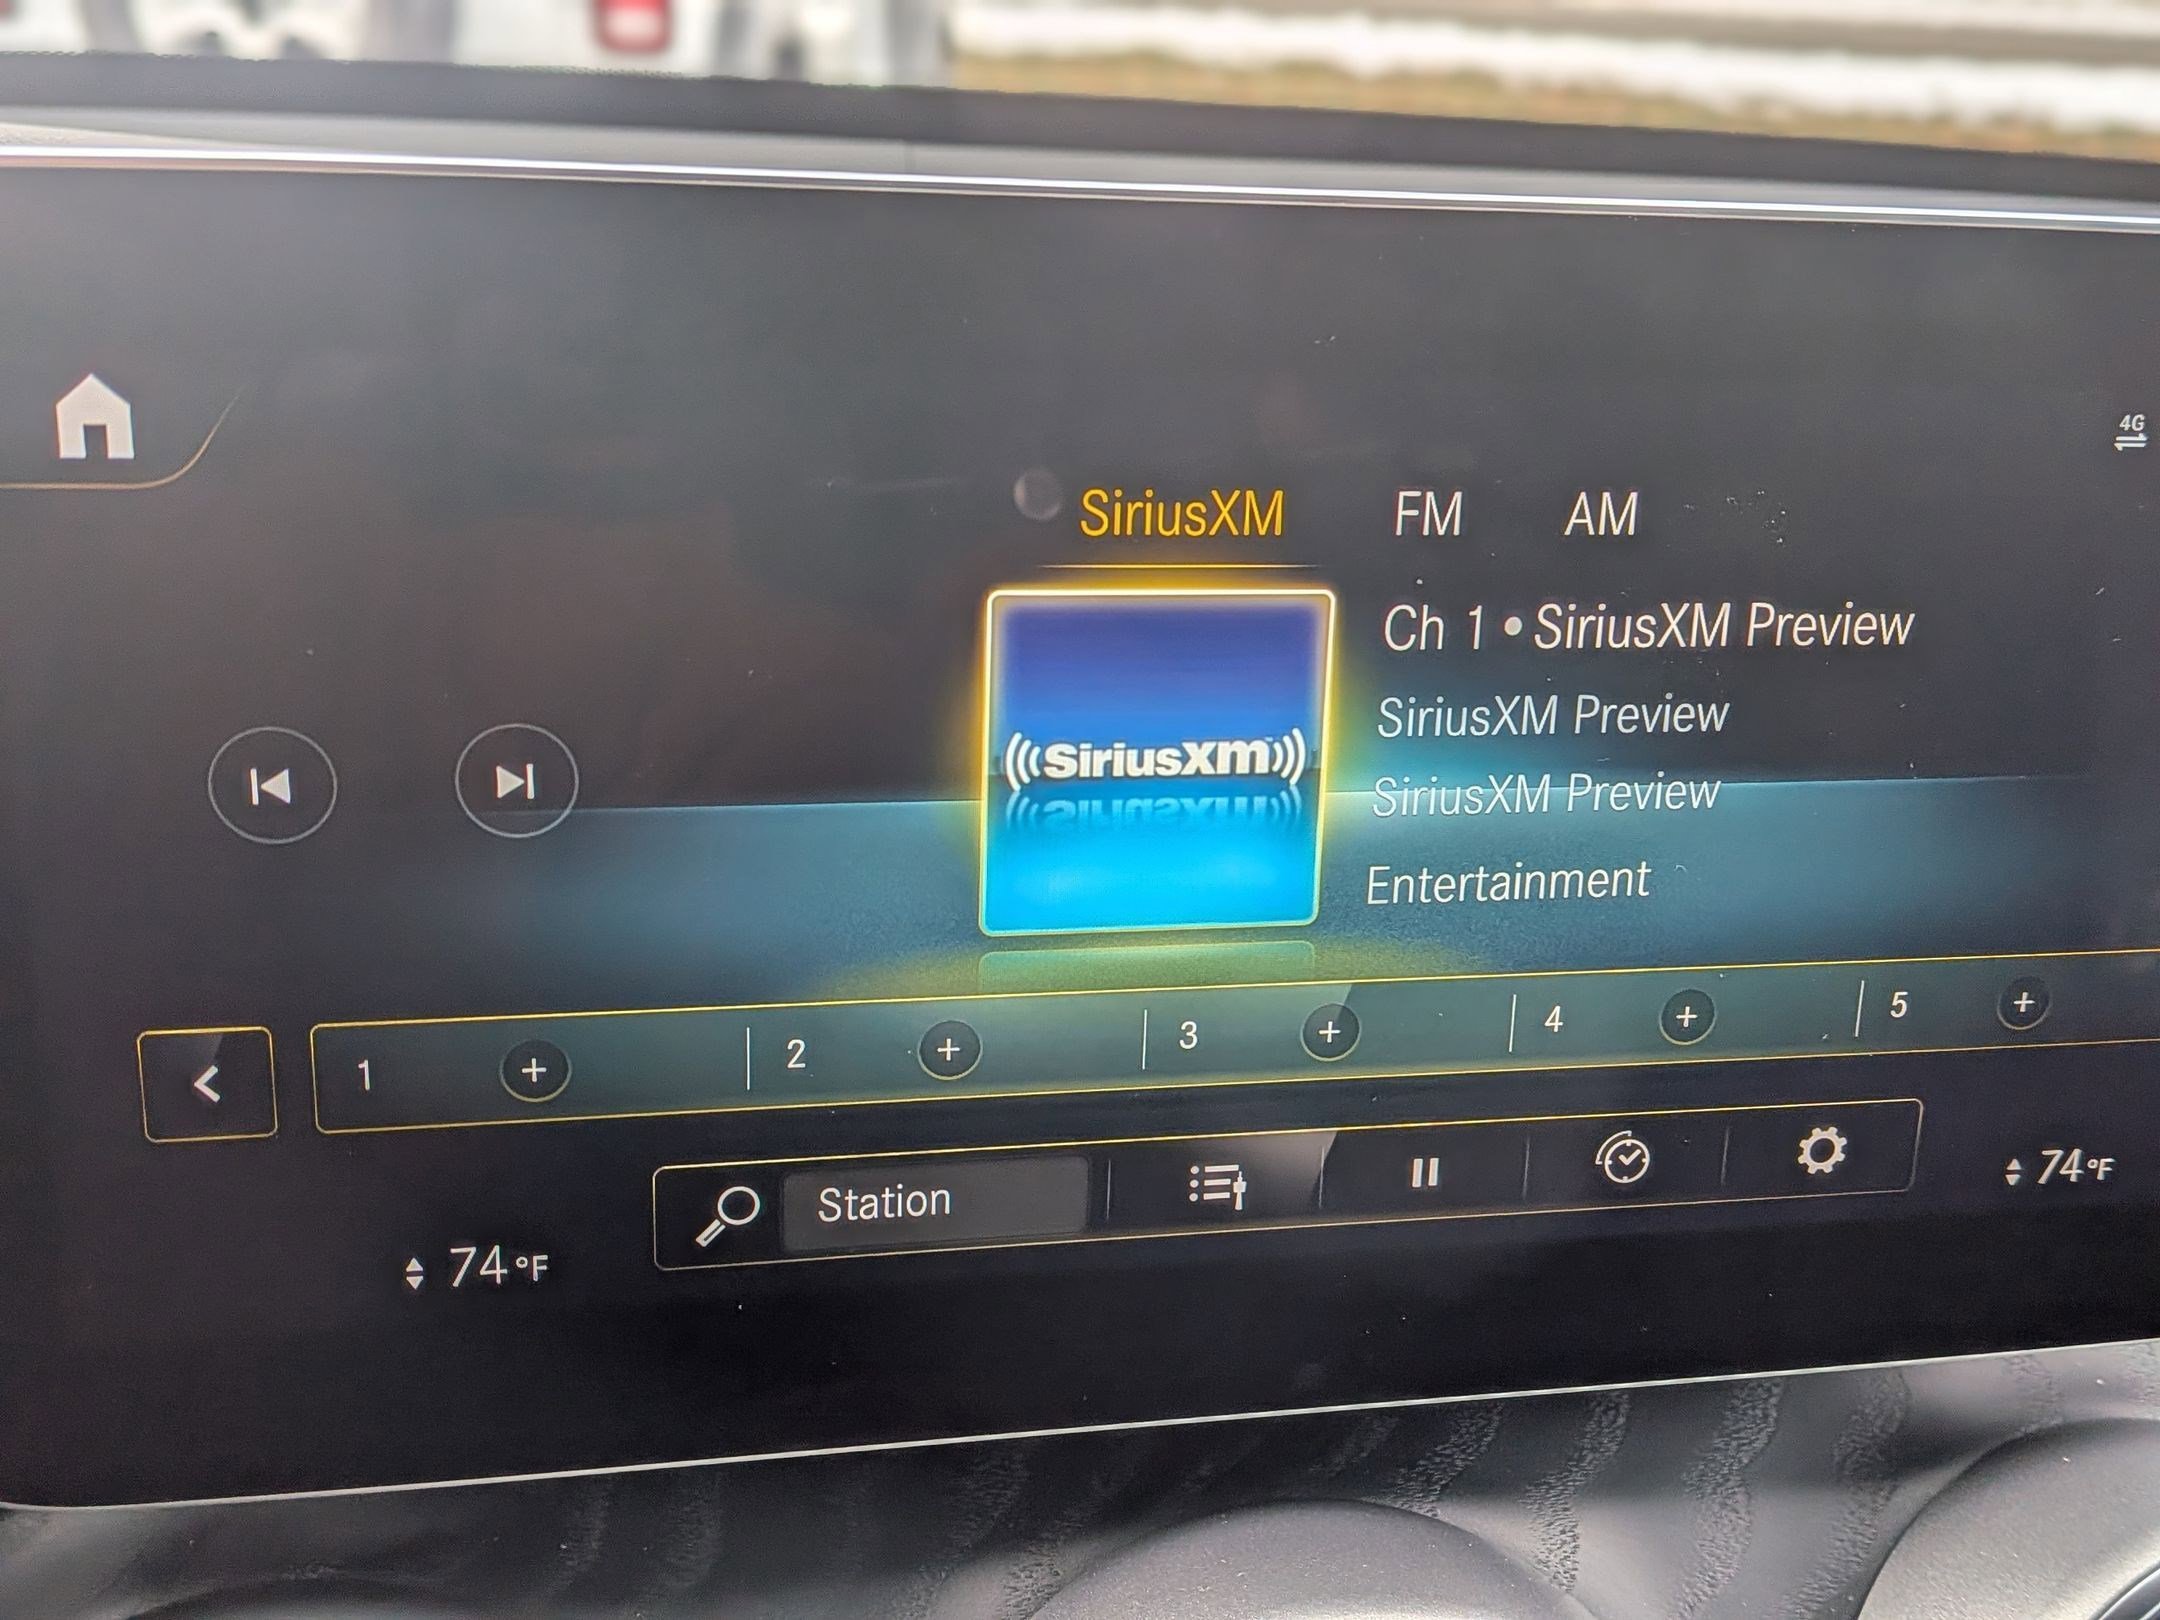 4G
SiriusXM FM AM
Ch 1 • SiriusXM Preview
SiriusXM Preview
SiriusXM Preview
Entertainment
((( SiriusXM )))
1 + 2 + 3 + 4 + 5 +
Station
74°F
74°F